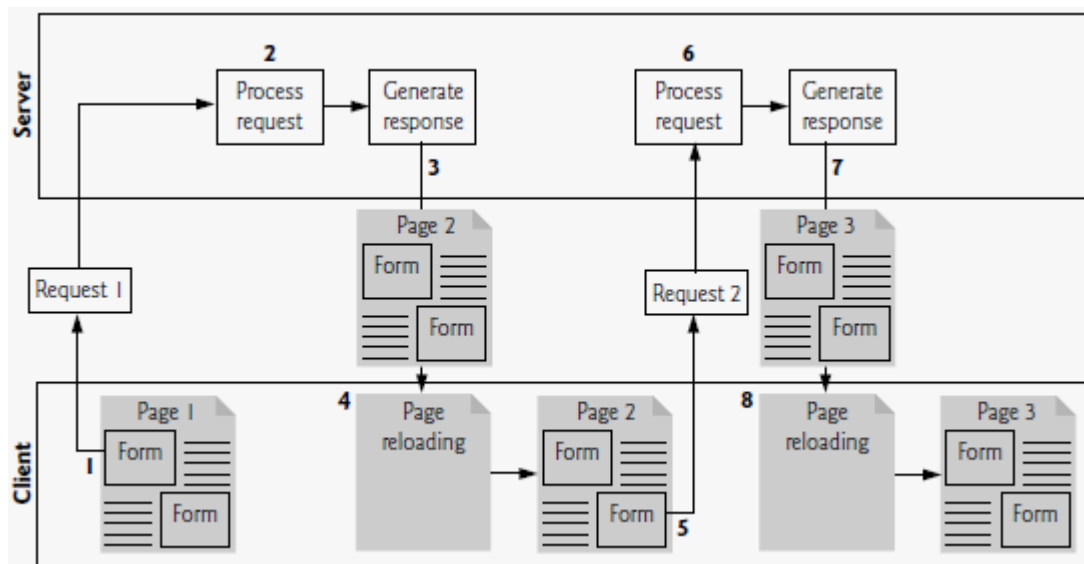 Server
2
Process
request
Generate
response
3
6
Process
request
Generate
response
7
Request 1
Page 2
Form
Form
Request 2
Page 3
Form
Form
Client
Page 1
Form
Form
1
4
Page
reloading
Page 2
Form
Form
5
8
Page
reloading
Page 3
Form
Form